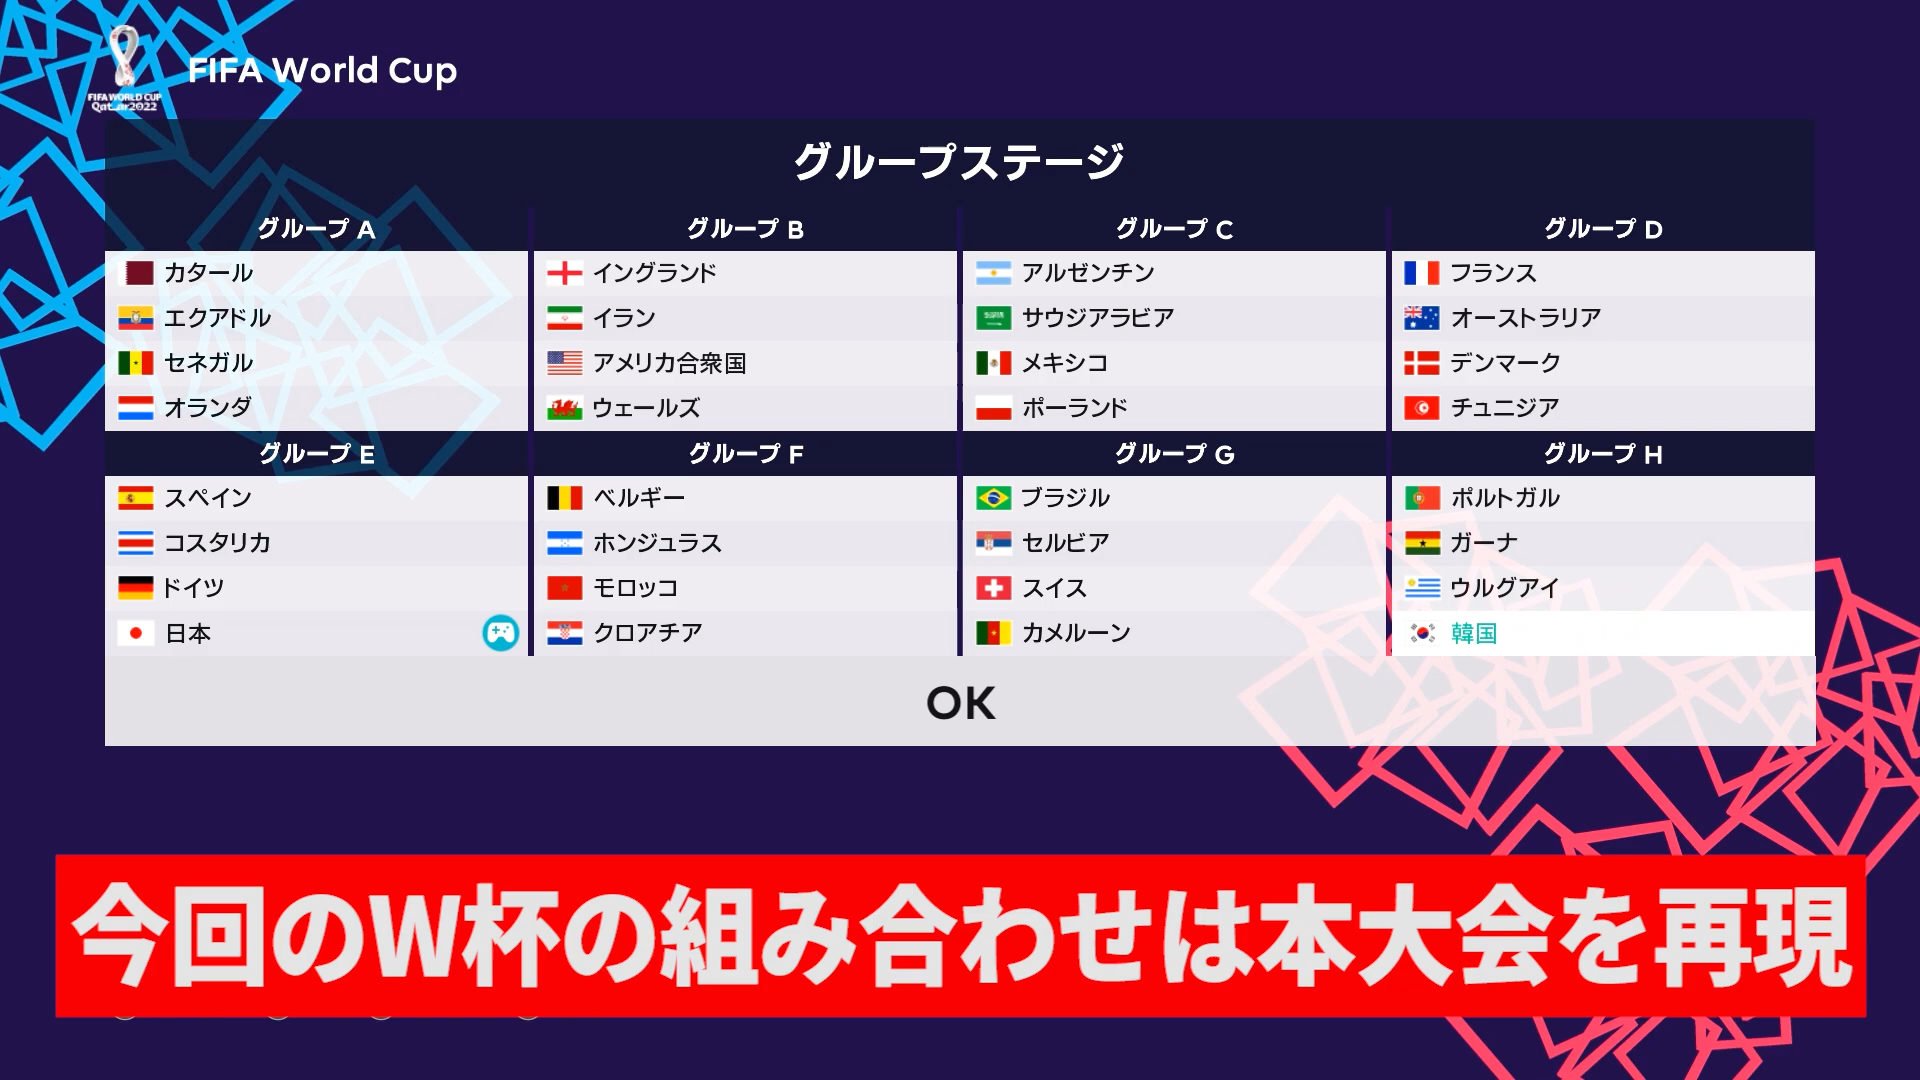 FIFA WORLD CUP
Qatar2022
FIFA World Cup
グループステージ
グループ A
カタール
エクアドル
セネガル
オランダ
グループ B
イングランド
イラン
アメリカ合衆国
ウェールズ
グループ C
アルゼンチン
サウジアラビア
メキシコ
ポーランド
グループ D
フランス
オーストラリア
デンマーク
チュニジア
グループ E
スペイン
コスタリカ
ドイツ
日本
グループ F
ベルギー
ホンジュラス
モロッコ
クロアチア
グループ G
ブラジル
セルビア
スイス
カメルーン
グループ H
ポルトガル
ガーナ
ウルグアイ
韓国
OK
今回のW杯の組み合わせは本大会を再現